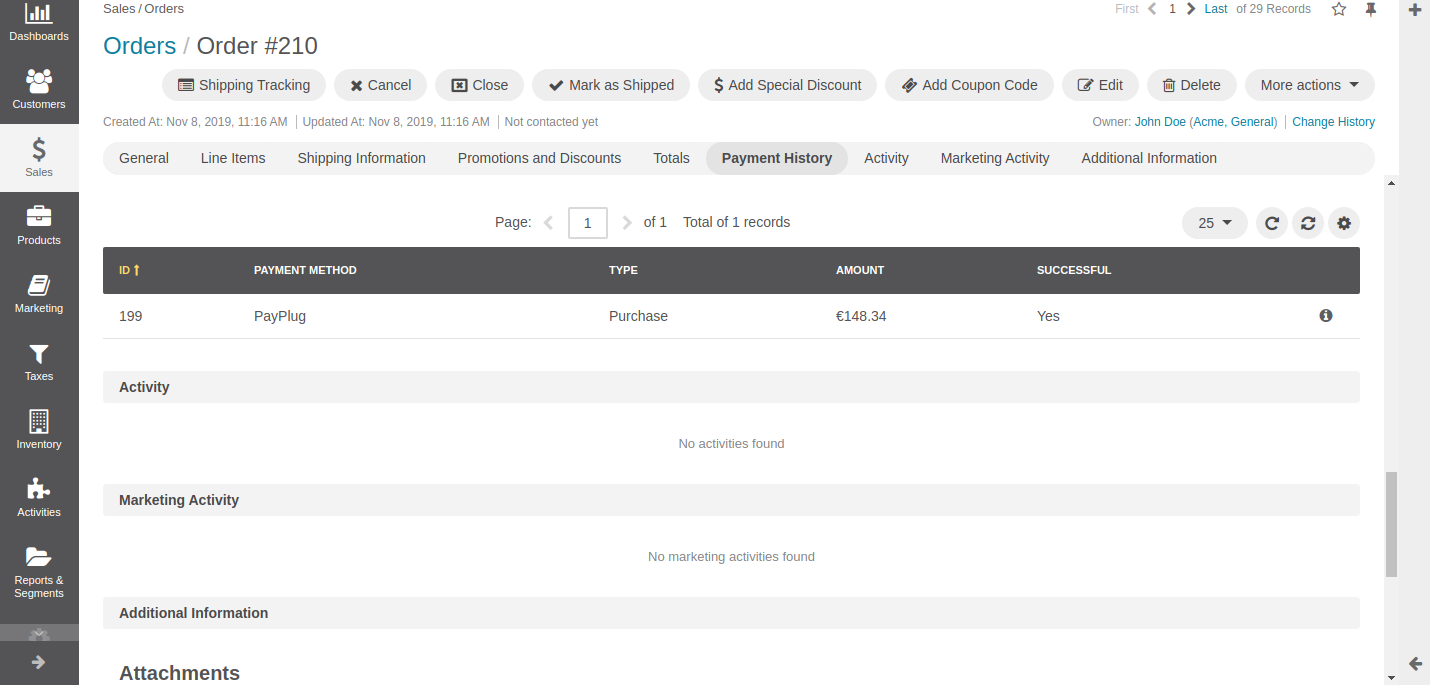 Dashboards
Customers
Sales
Products
Marketing
Taxes
Inventory
Activities
Reports &
Segments
Sales / Orders
First 1 Last of 29 Records
Orders / Order #210
Shipping Tracking Cancel Close Mark as Shipped $ Add Special Discount Add Coupon Code Edit Delete More actions
Created At: Nov 8, 2019, 11:16 AM Updated At: Nov 8, 2019, 11:16 AM Not contacted yet Owner: John Doe (Acme, General) Change History
General Line Items Shipping Information Promotions and Discounts Totals Payment History Activity Marketing Activity Additional Information
Page: 1 of 1 Total of 1 records 25
ID PAYMENT METHOD TYPE AMOUNT SUCCESSFUL
199 PayPlug Purchase €148.34 Yes
Activity
No activities found
Marketing Activity
No marketing activities found
Additional Information
Attachments